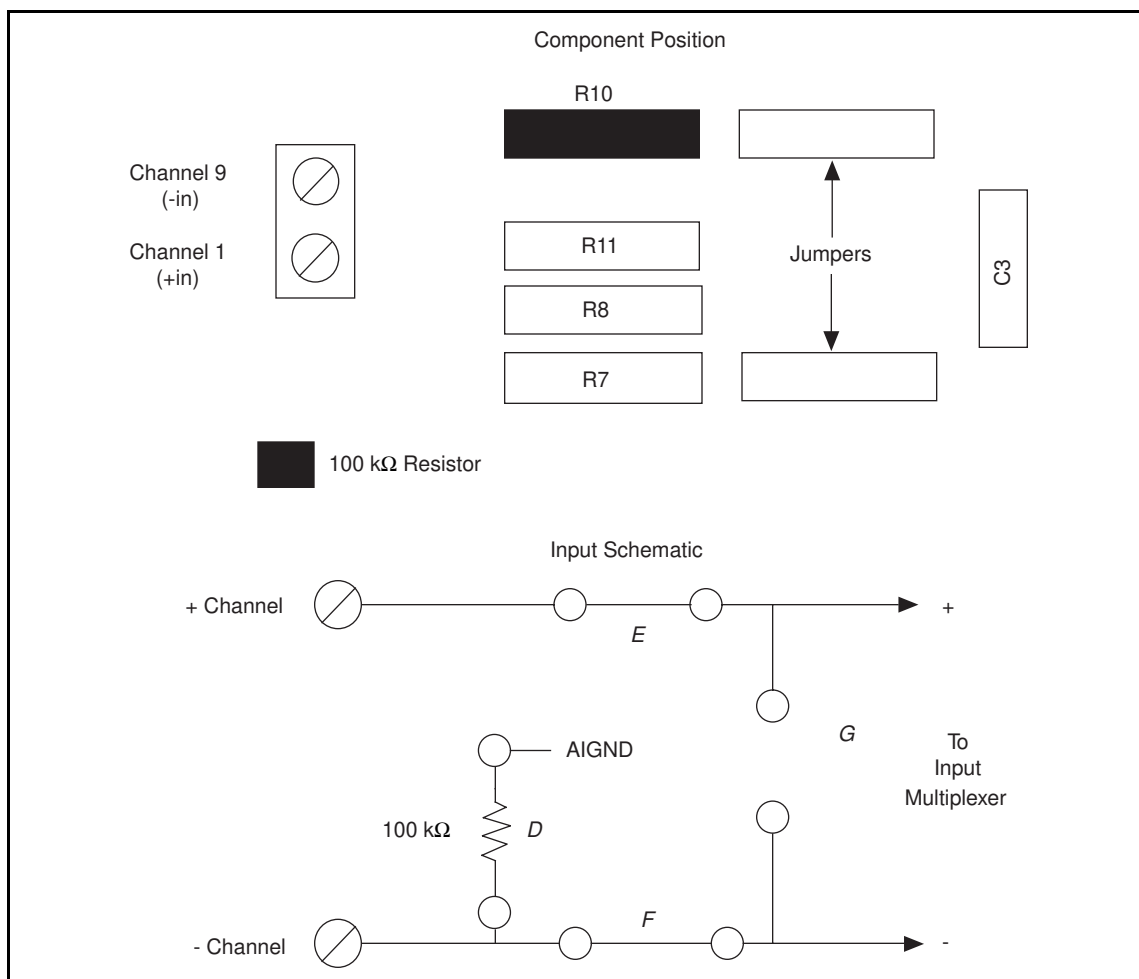 Component Position
R10
Channel 9
(-in)
Channel 1
(+in)
R11
R8
R7
Jumpers
C3
100 kΩ Resistor
Input Schematic
+ Channel
E
+
G
AIGND
To
Input
Multiplexer
100 kΩ
D
F
- Channel
-